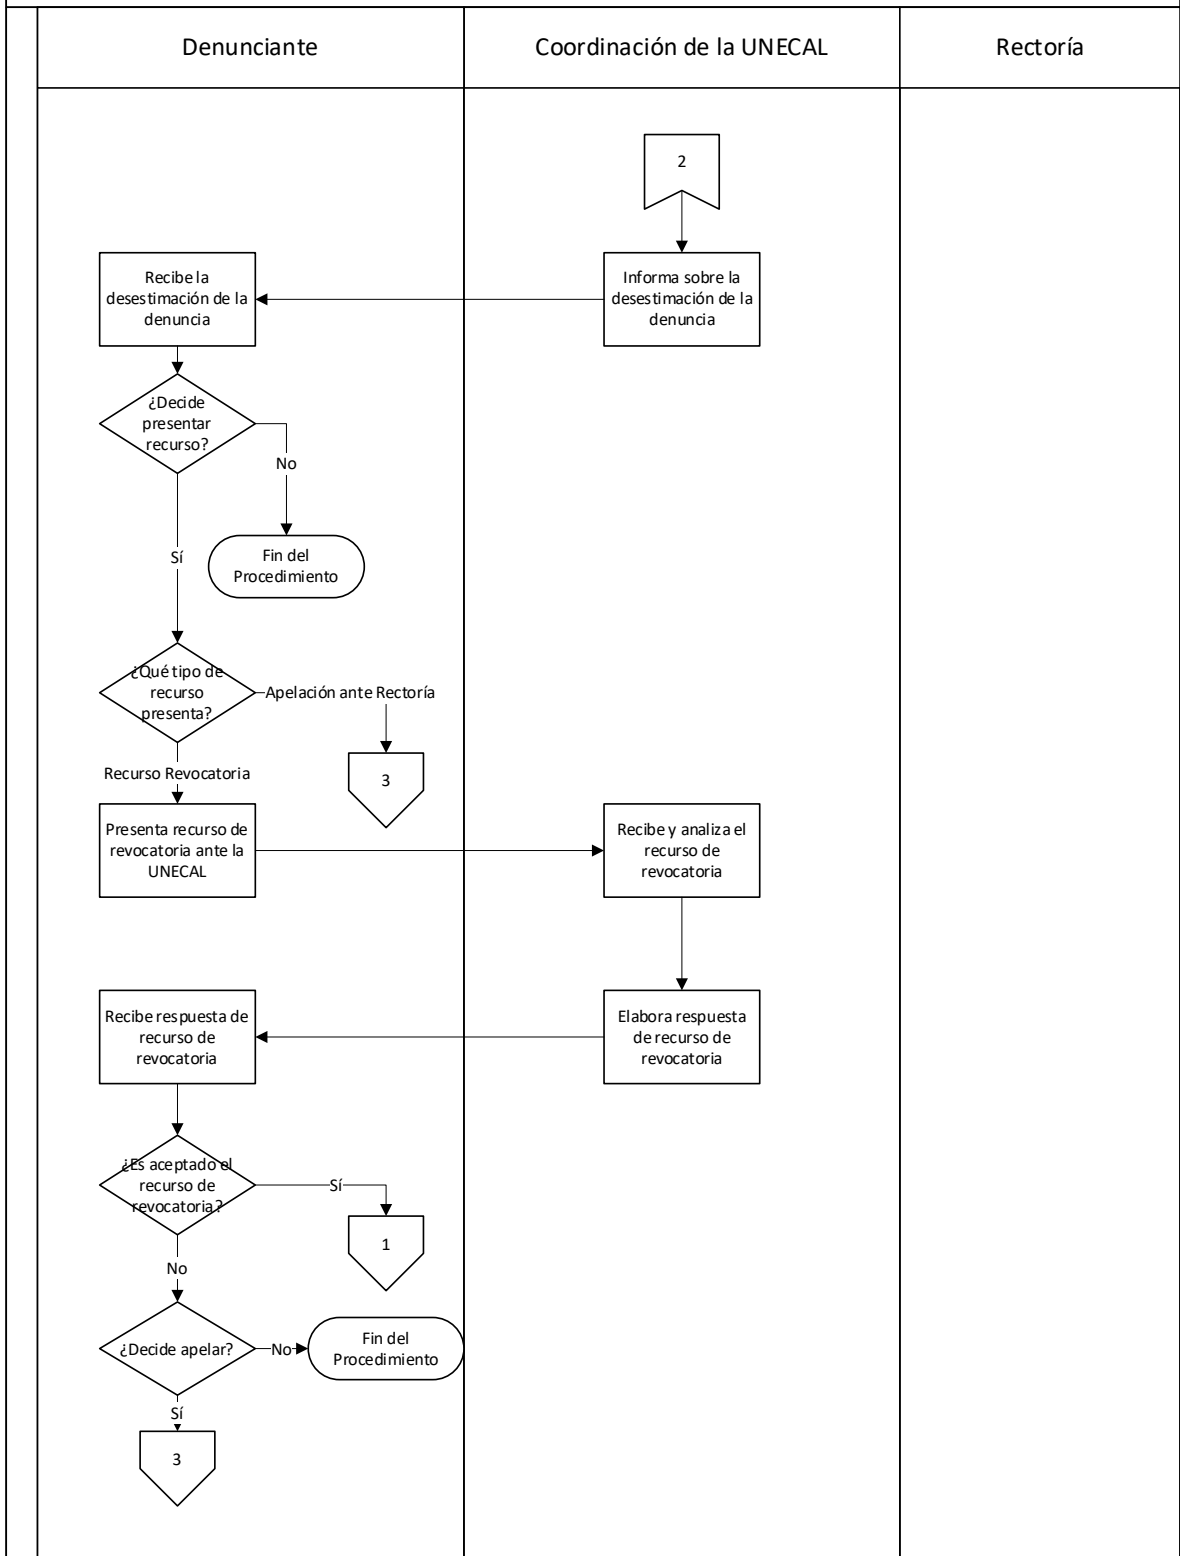 Denunciante
Coordinación de la UNECAL
Rectoría
2
Recibe la
desestimación de la
denuncia
Informa sobre la
desestimación de la
denuncia
¿Decide
presentar
recurso?
No
Sí
Fin del
Procedimiento
¿Qué tipo de
recurso
presenta?
Apelación ante Rectoría
Recurso Revocatoria
3
Presenta recurso de
revocatoria ante la
UNECAL
Recibe y analiza el
recurso de
revocatoria
Recibe respuesta de
recurso de
revocatoria
Elabora respuesta
de recurso de
revocatoria
¿Es aceptado el
recurso de
revocatoria?
Sí
1
No
¿Decide apelar?
No
Fin del
Procedimiento
Sí
3